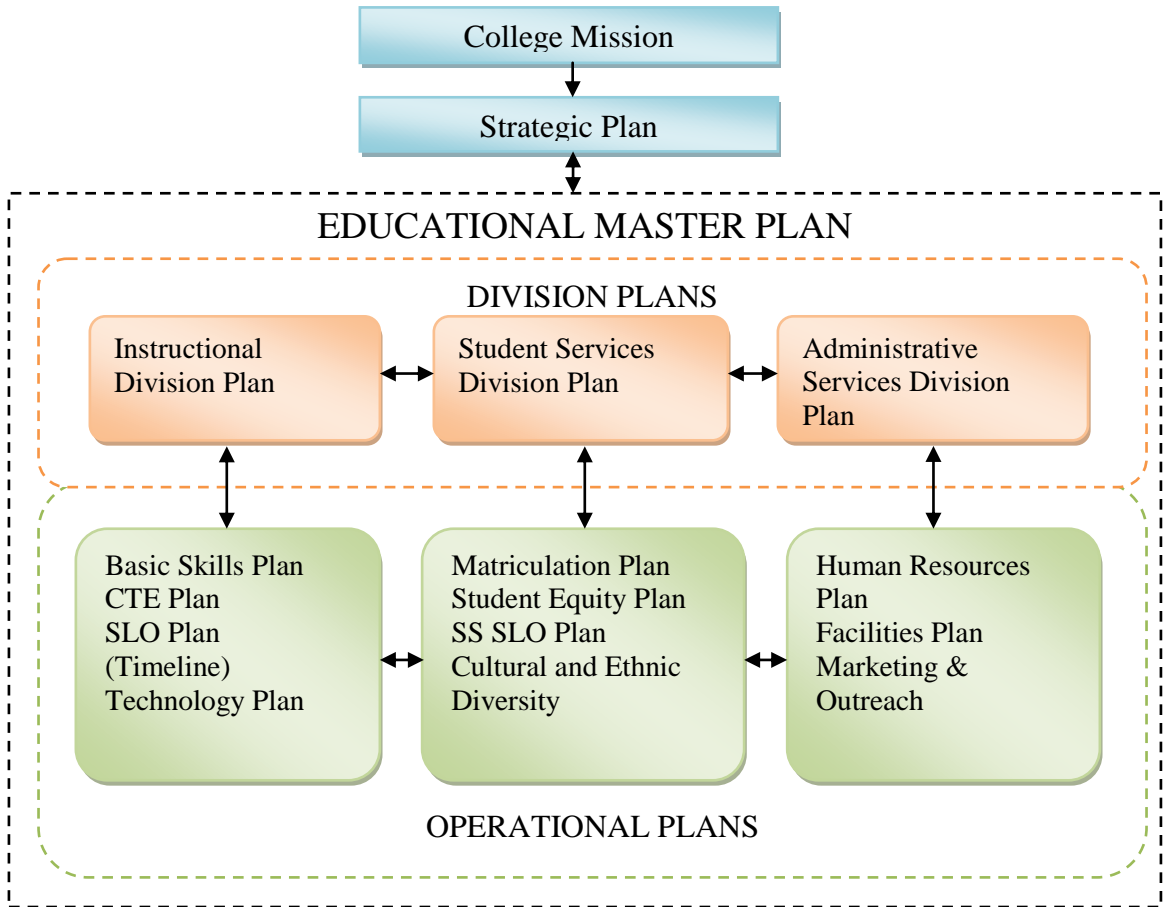 College Mission
Strategic Plan
EDUCATIONAL MASTER PLAN
DIVISION PLANS
Instructional
Division Plan
Student Services
Division Plan
Administrative
Services Division
Plan
Basic Skills Plan
CTE Plan
SLO Plan
(Timeline)
Technology Plan
Matriculation Plan
Student Equity Plan
SS SLO Plan
Cultural and Ethnic
Diversity
Human Resources
Plan
Facilities Plan
Marketing &
Outreach
OPERATIONAL PLANS